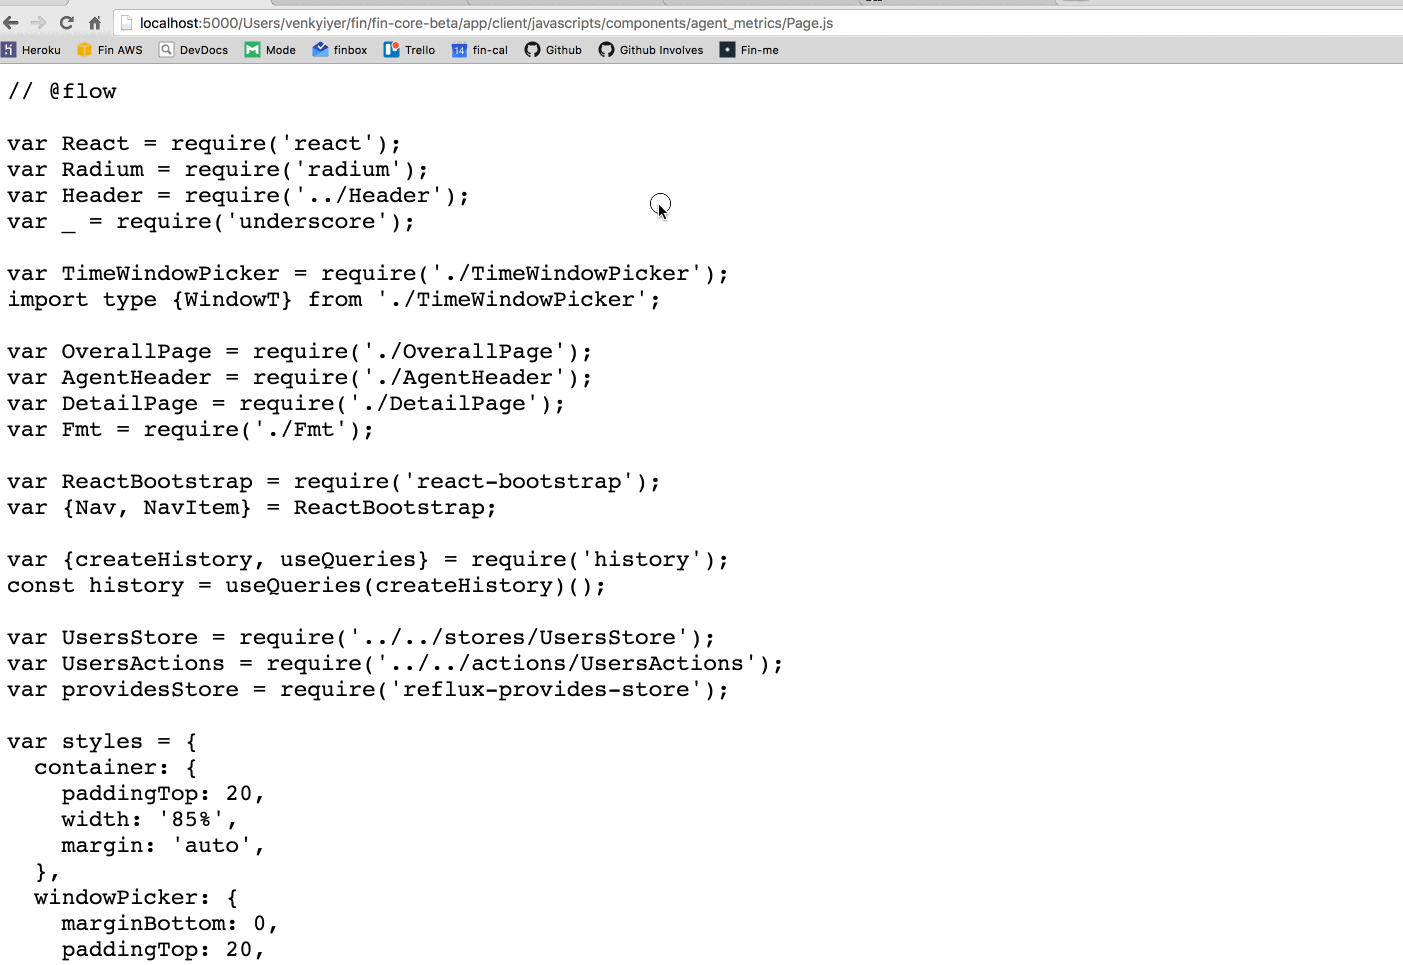 localhost:5000/Users/venkyiyer/fin/fin-core-beta/app/client/javascripts/components/agent_metrics/Page.js
Heroku Fin AWS DevDocs Mode finbox Trello 14 fin-cal Github Github Involves Fin-me
// @flow
var React = require('react');
var Radium = require('radium');
var Header = require('../Header');
var _ = require('underscore');
var TimeWindowPicker = require('./TimeWindowPicker');
import type {WindowT} from './TimeWindowPicker';
var OverallPage = require('./OverallPage');
var AgentHeader = require('./AgentHeader');
var DetailPage = require('./DetailPage');
var Fmt = require('./Fmt');
var ReactBootstrap = require('react-bootstrap');
var {Nav, NavItem} = ReactBootstrap;
var {createHistory, useQueries} = require('history');
const history = useQueries(createHistory)();
var UsersStore = require('../../stores/UsersStore');
var UsersActions = require('../../actions/UsersActions');
var providesStore = require('reflux-provides-store');
var styles = {
  container: {
    paddingTop: 20,
    width: '85%',
    margin: 'auto',
  },
  windowPicker: {
    marginBottom: 0,
    paddingTop: 20,